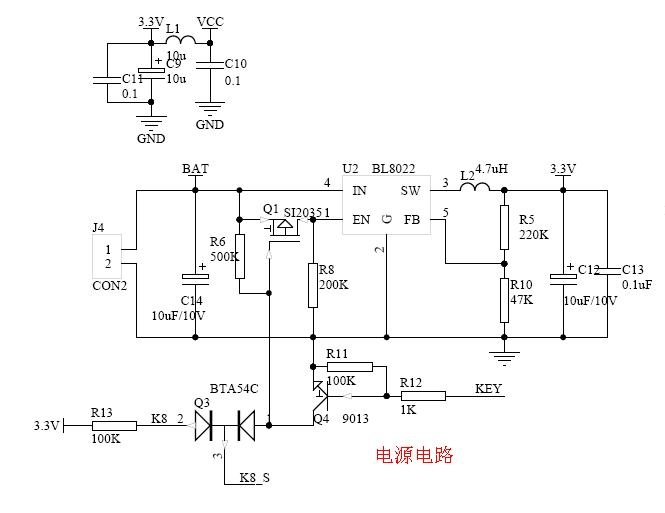 3.3V L1 VCC
10u
C9
C11 10u C10
0.1 0.1
GND GND
BAT U2 BL8022 L2 4.7uH 3.3V
4 IN SW 3
Q1 SI2035 1 EN G FB 5
J4
1
2
CON2
R6
500K
R8
200K
2
R5
220K
R10
47K
C14
10uF/10V
C12
10uF/10V
C13
0.1uF
R11
100K
R12
1K
KEY
BTA54C
Q3
Q4 9013
3.3V R13 K8 2 1
100K
3
K8_S
电源电路